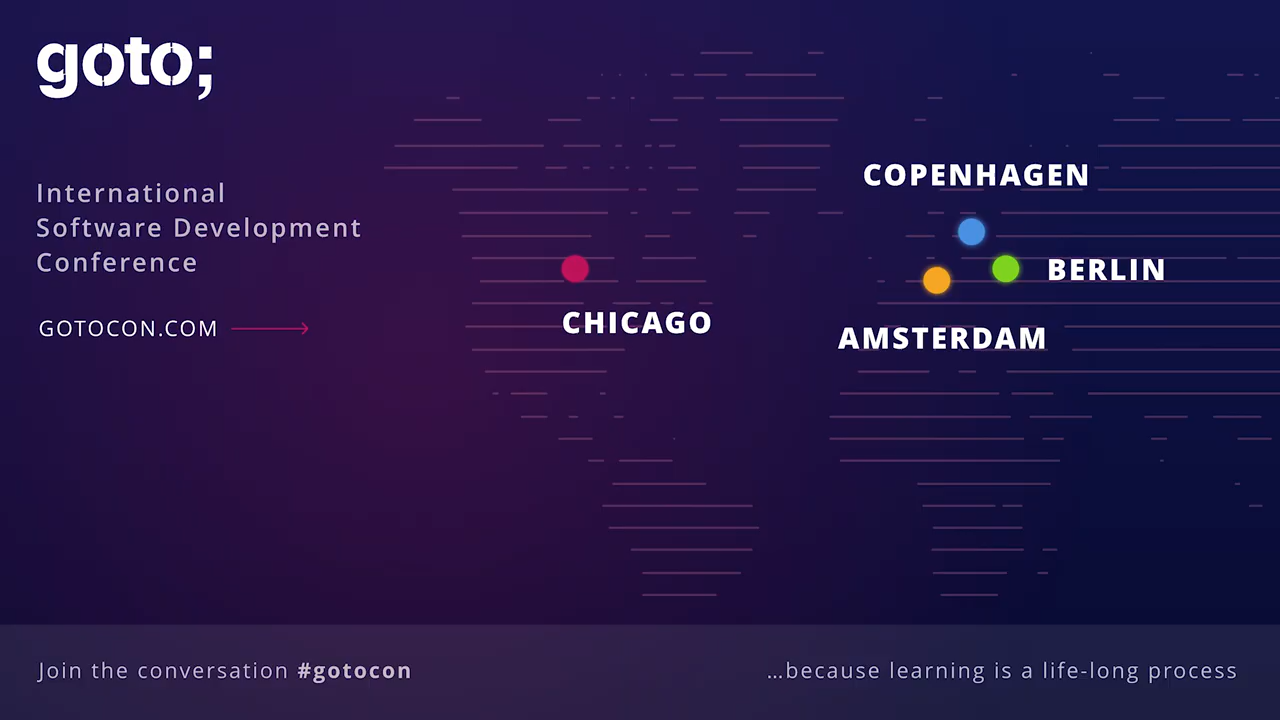 goto;
International
Software Development
Conference
GOTOCON.COM
COPENHAGEN
BERLIN
CHICAGO
AMSTERDAM
Join the conversation #gotocon
...because learning is a life-long process